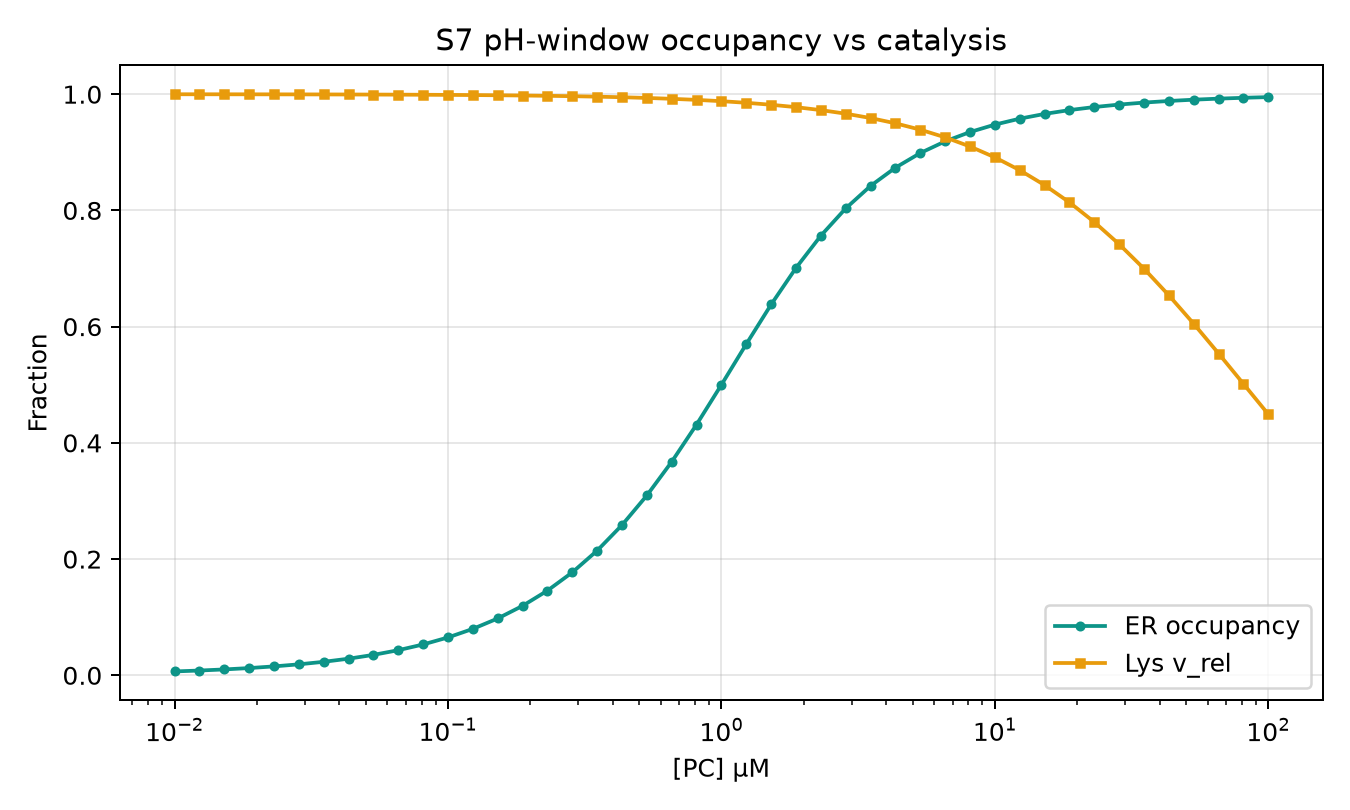 S7 pH-window occupancy vs catalysis
Fraction
1.0
0.8
0.6
0.4
0.2
0.0
ER occupancy
Lys v_rel
10⁻² 10⁻¹ 10⁰ 10¹ 10²
[PC] µM